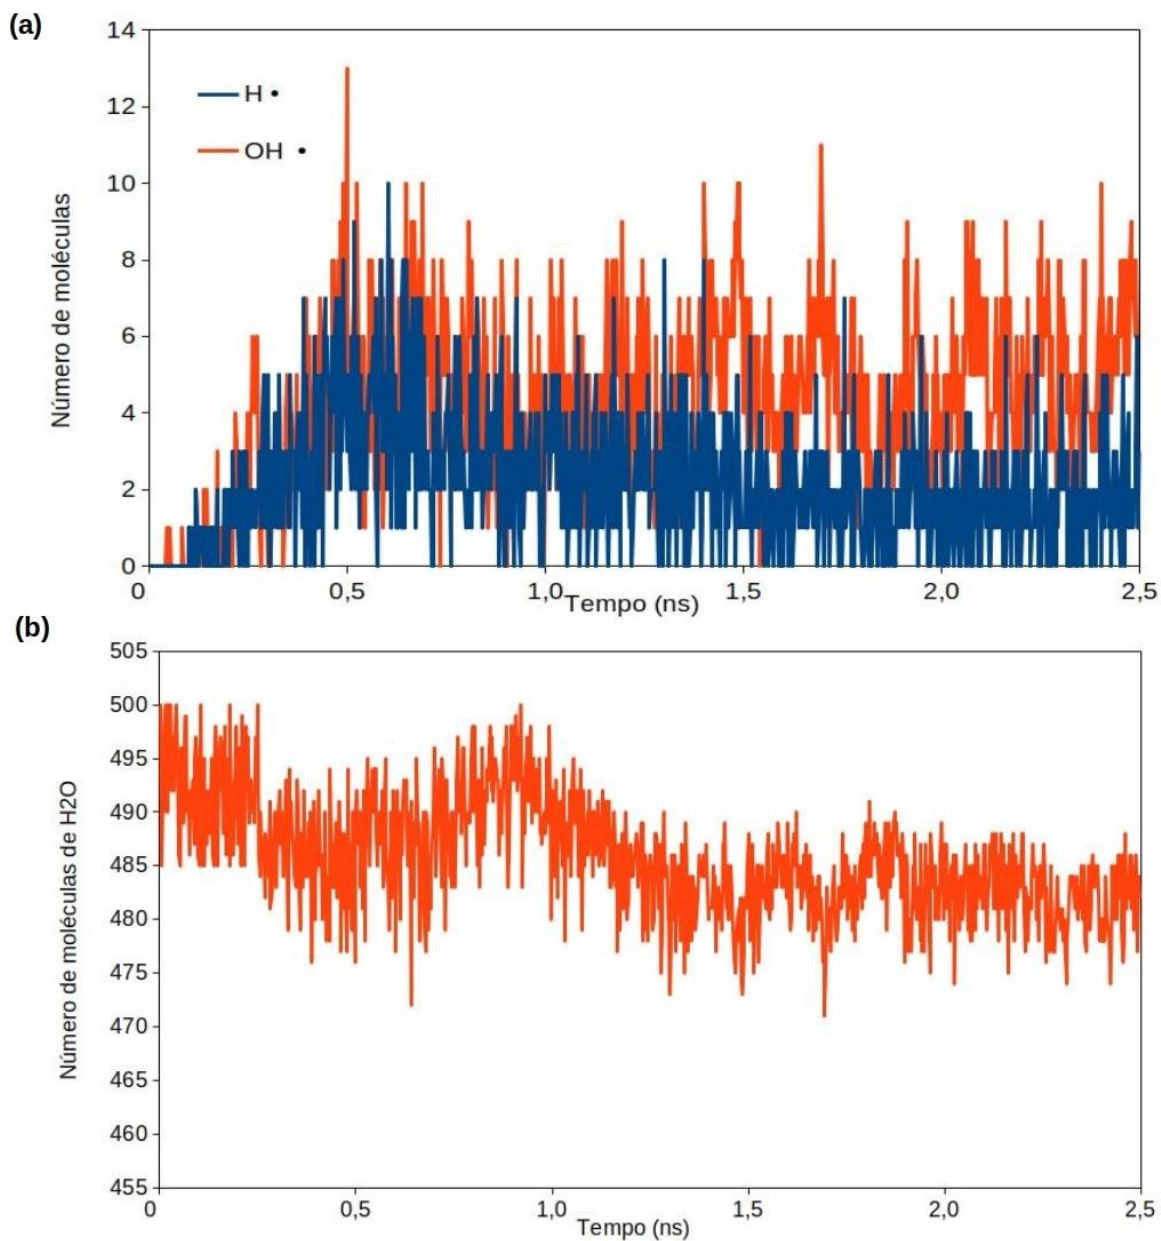 (a)
14
12
10
8
6
4
2
0
Número de moléculas
H •
OH •
0 0,5 1,0 1,5 2,0 2,5
Tempo (ns)
(b)
505
500
495
490
485
480
475
470
465
460
455
Número de moléculas de H2O
0 0,5 1,0 1,5 2,0 2,5
Tempo (ns)